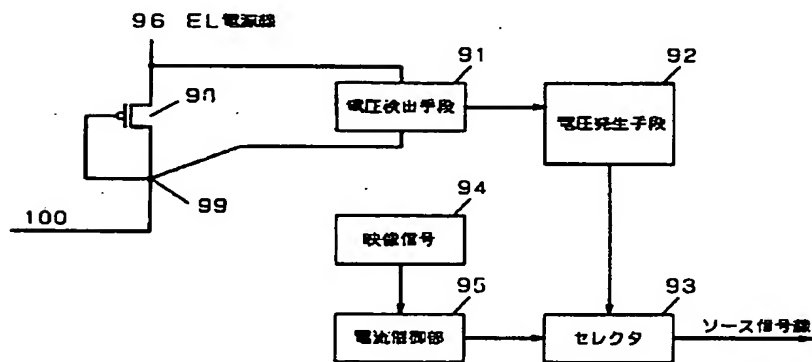 96 EL電源線
91
電圧検出手段
92
電圧発生手段
98
99
100
94
映像信号
95
電流制御部
93
セレクタ
ソース信号線